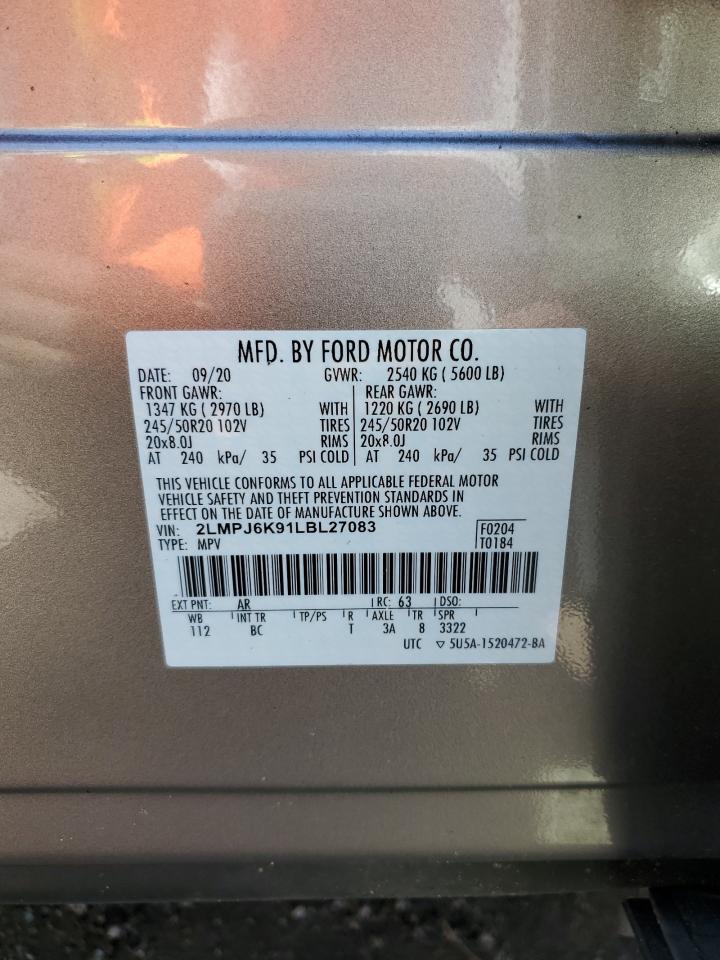 MFD. BY FORD MOTOR CO.
DATE: 09/20 GVWR: 2540 KG ( 5600 LB)
FRONT GAWR: REAR GAWR:
1347 KG ( 2970 LB) WITH 1220 KG ( 2690 LB) WITH
245/50R20 102V TIRES 245/50R20 102V TIRES
20x8.0J RIMS 20x8.0J RIMS
AT 240 kPa/ 35 PSI COLD AT 240 kPa/ 35 PSI COLD
THIS VEHICLE CONFORMS TO ALL APPLICABLE FEDERAL MOTOR
VEHICLE SAFETY AND THEFT PREVENTION STANDARDS IN
EFFECT ON THE DATE OF MANUFACTURE SHOWN ABOVE.
VIN: 2LMPJ6K91LBL27083 F0204
TYPE: MPV T0184
EXT PNT: AR RC: 63 DSO:
WB INT TR TP/PS R AXLE TR SPR
112 BC T 3A 8 3322
UTC ▽ 5U5A-1520472-BA